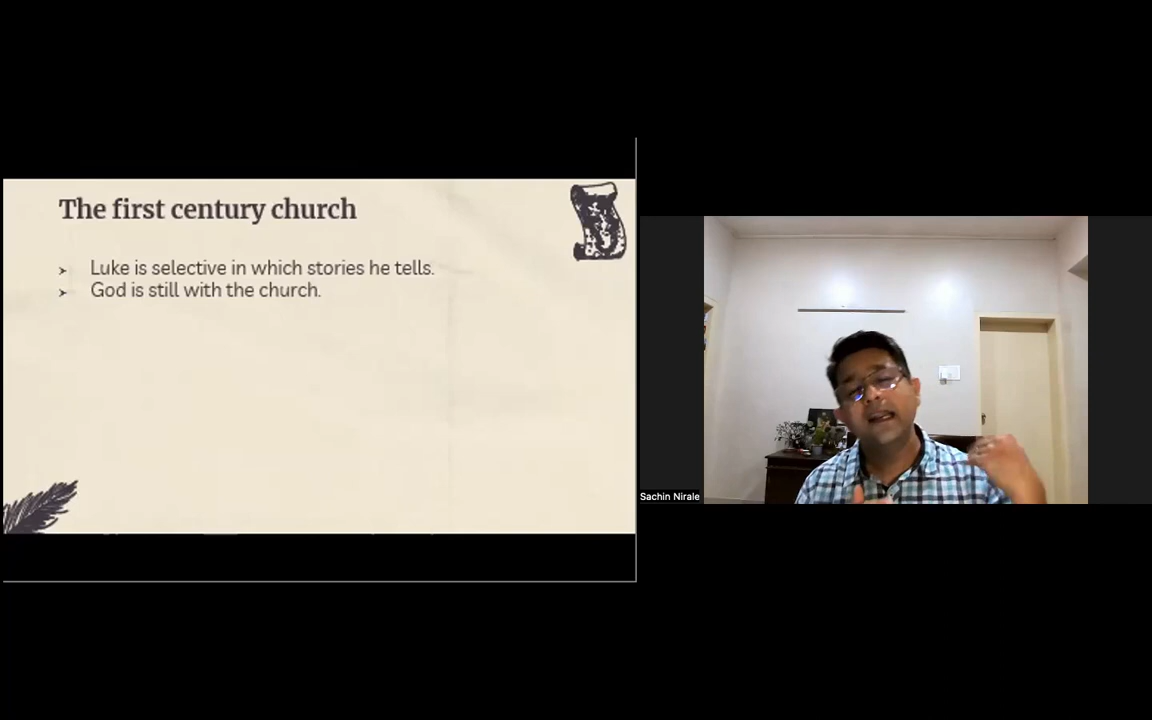 The first century church
➤ Luke is selective in which stories he tells.
➤ God is still with the church.
Sachin Nirale